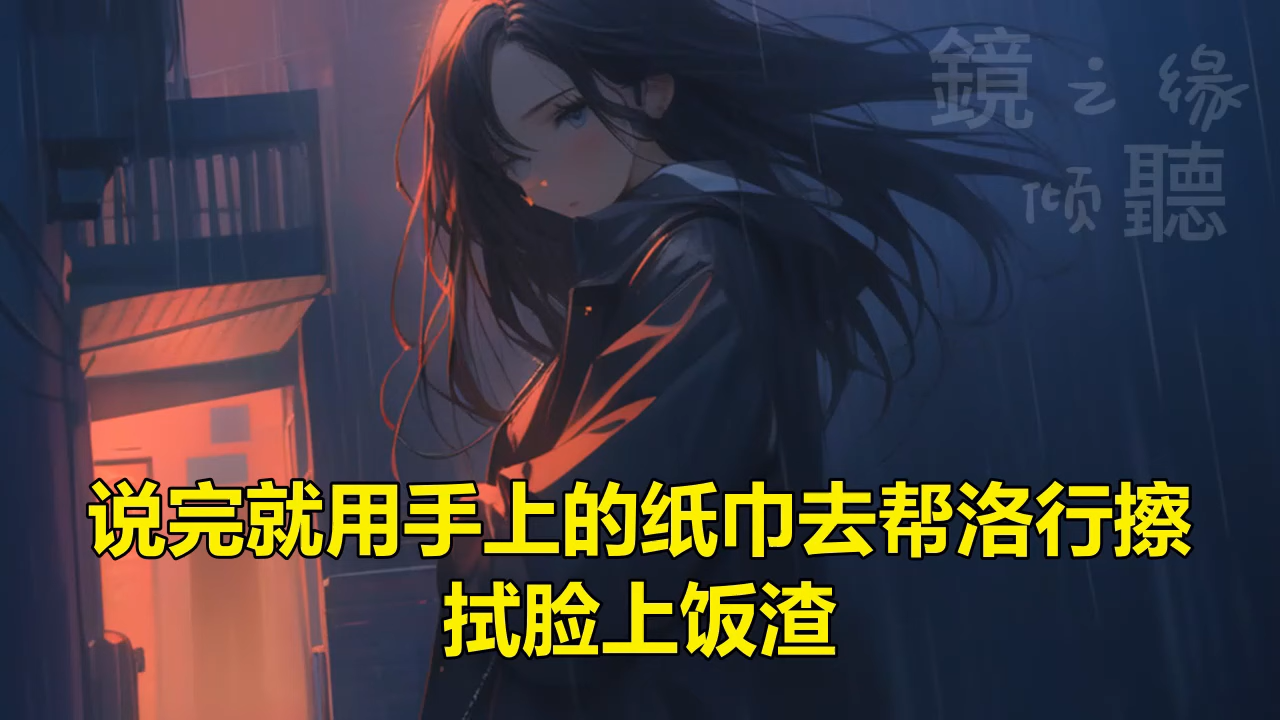 鏡之缘
倾聽
说完就用手上的纸巾去帮洛行擦
拭脸上饭渣